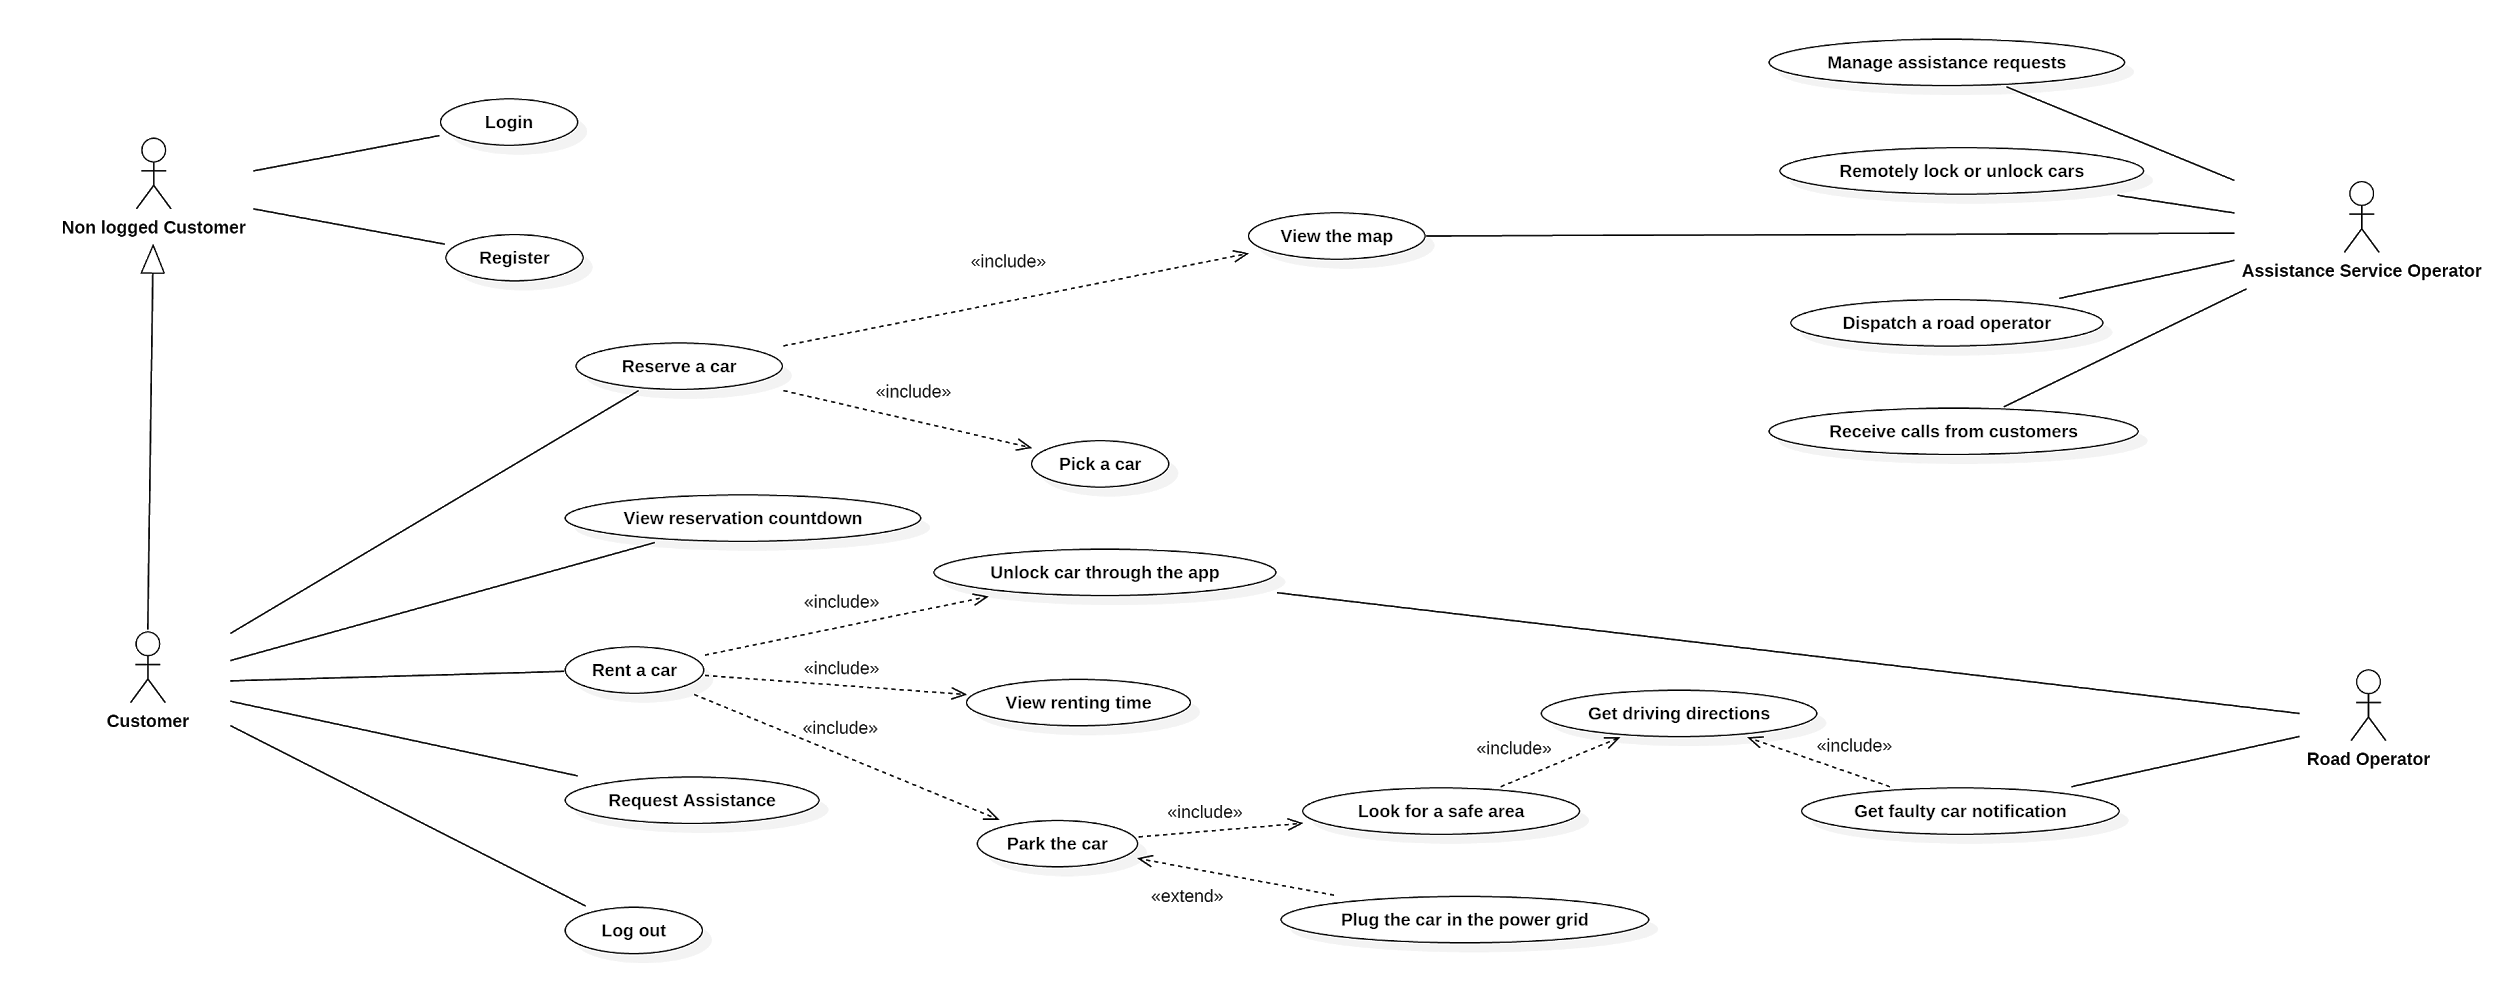 Manage assistance requests
Login
Remotely lock or unlock cars
Non logged Customer
View the map
Register
«include»
Assistance Service Operator
Dispatch a road operator
Reserve a car
«include»
Receive calls from customers
Pick a car
View reservation countdown
Unlock car through the app
«include»
Rent a car
«include»
View renting time
Get driving directions
Customer
«include»
«include»
«include»
Road Operator
Request Assistance
«include»
Look for a safe area
Get faulty car notification
Park the car
«extend»
Plug the car in the power grid
Log out